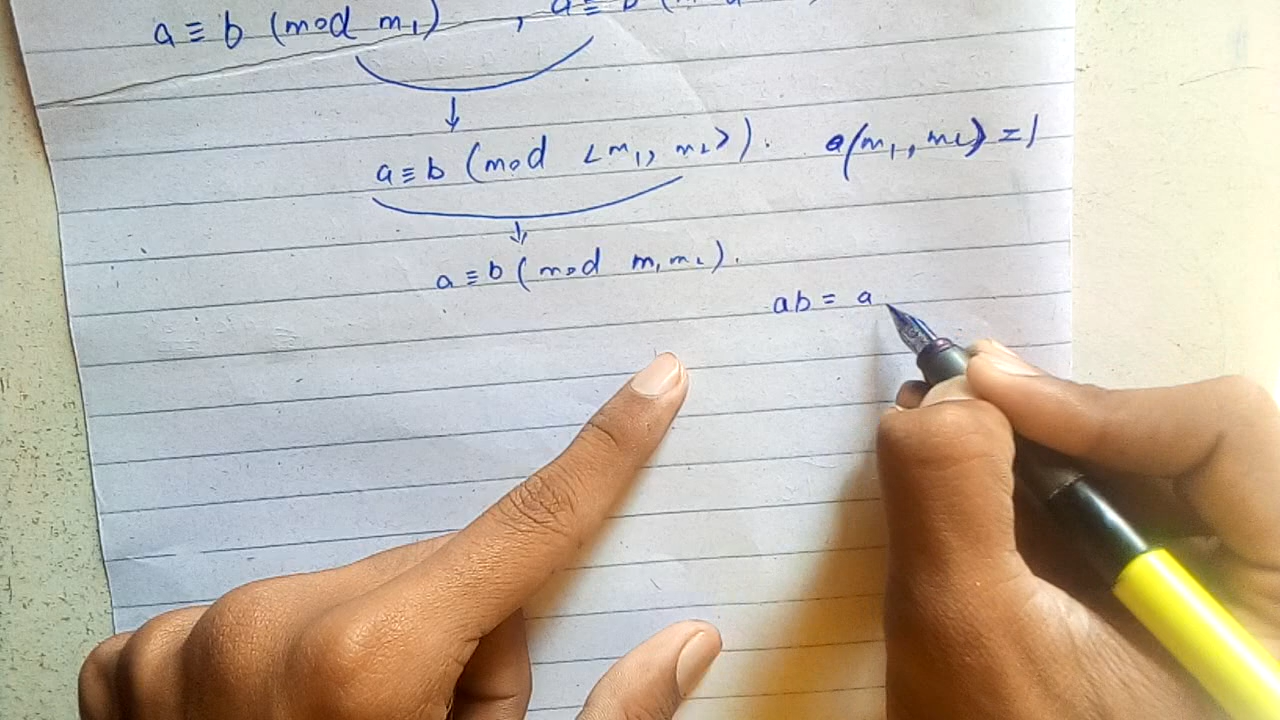 a ≡ b (mod m₁) , a ≡ b (
a ≡ b (mod <m₁, m₂>). (m₁, m₂) = 1
a ≡ b (mod m₁m₂).
ab = a